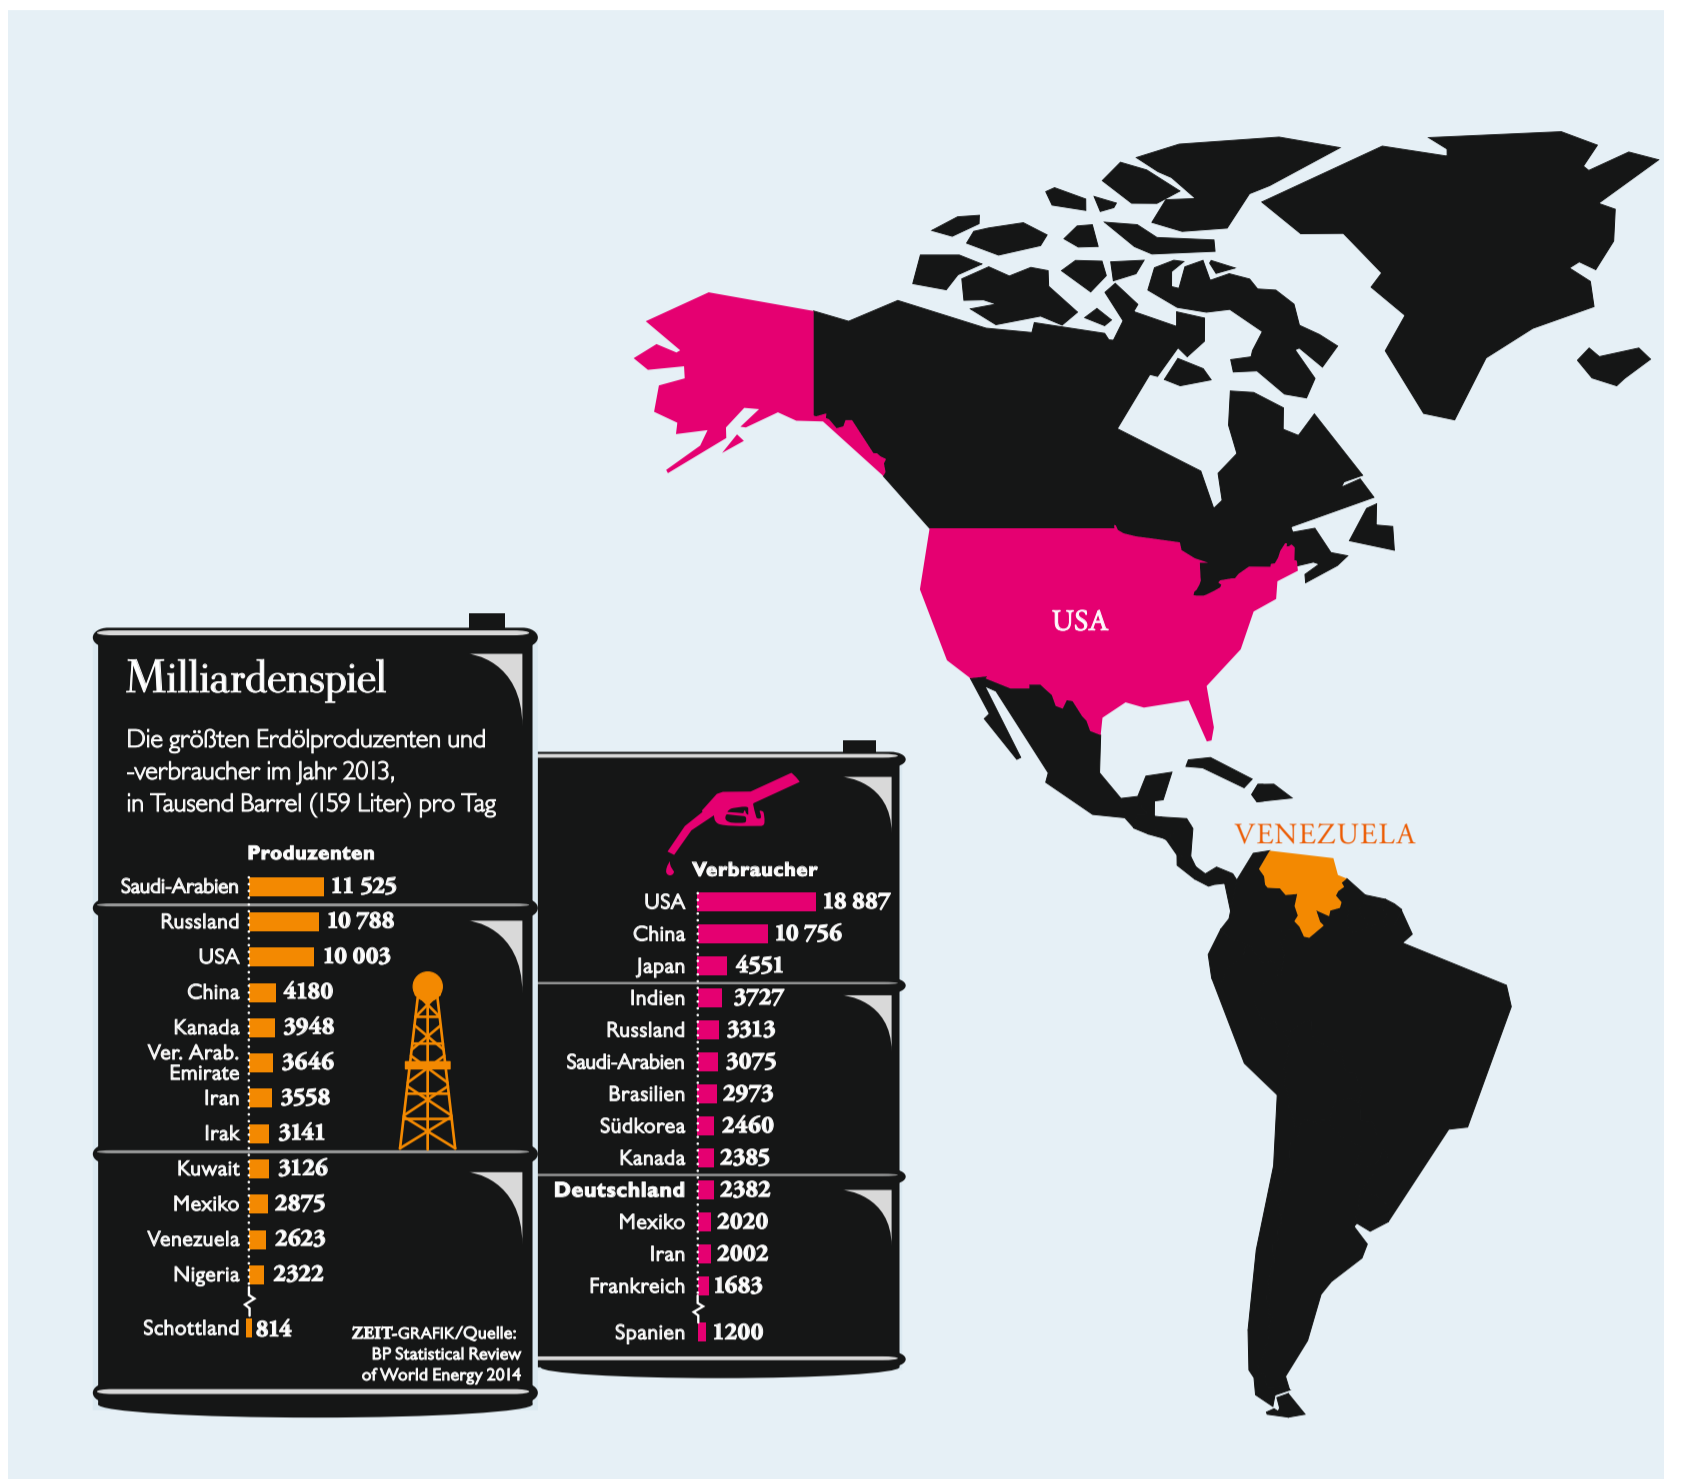 Milliardenspiel
Die größten Erdölproduzenten und
-verbraucher im Jahr 2013,
in Tausend Barrel (159 Liter) pro Tag
Produzenten
Saudi-Arabien 11 525
Russland 10 788
USA 10 003
China 4180
Kanada 3948
Ver. Arab.
Emirate 3646
Iran 3558
Irak 3141
Kuwait 3126
Mexiko 2875
Venezuela 2623
Nigeria 2322
Schottland 814
ZEIT-GRAFIK/Quelle:
BP Statistical Review
of World Energy 2014
Verbraucher
USA 18 887
China 10 756
Japan 4551
Indien 3727
Russland 3313
Saudi-Arabien 3075
Brasilien 2973
Südkorea 2460
Kanada 2385
Deutschland 2382
Mexiko 2020
Iran 2002
Frankreich 1683
Spanien 1200
USA
VENEZUELA